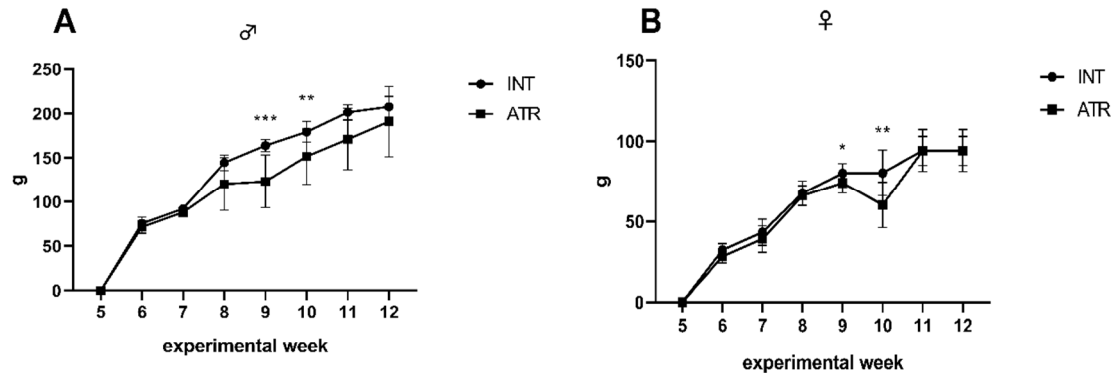 A
♂
250
200
150
100
50
0
g
***
**
5 6 7 8 9 10 11 12
experimental week
INT
ATR
B
♀
150
100
50
0
g
*
**
5 6 7 8 9 10 11 12
experimental week
INT
ATR